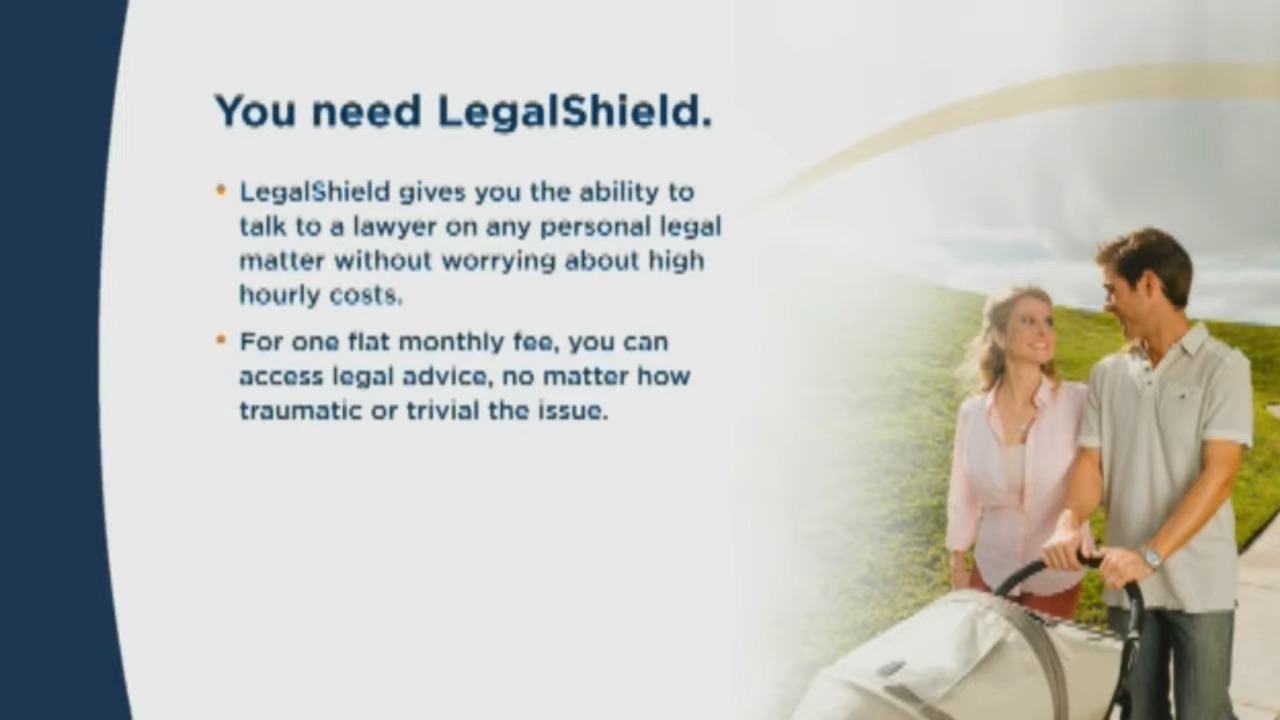 You need LegalShield.
• LegalShield gives you the ability to
talk to a lawyer on any personal legal
matter without worrying about high
hourly costs.
• For one flat monthly fee, you can
access legal advice, no matter how
traumatic or trivial the issue.